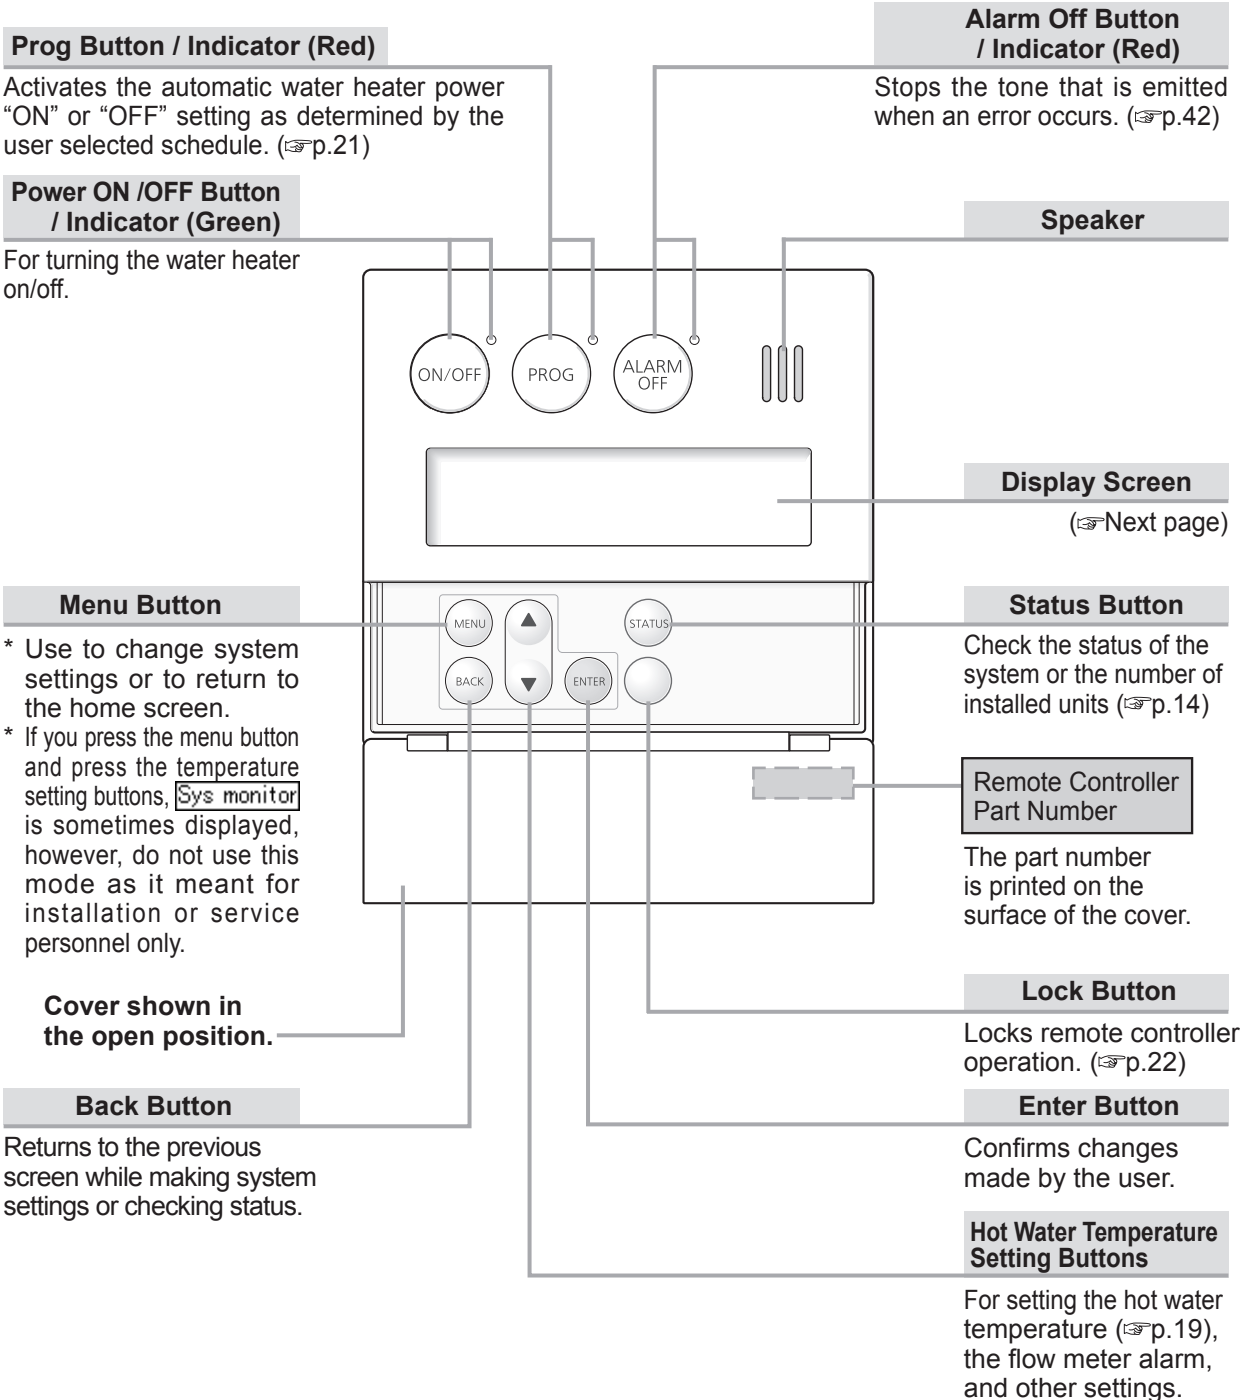 Prog Button / Indicator (Red)
Activates the automatic water heater power
“ON” or “OFF” setting as determined by the
user selected schedule. (☞p.21)
Alarm Off Button
/ Indicator (Red)
Stops the tone that is emitted
when an error occurs. (☞p.42)
Power ON /OFF Button
/ Indicator (Green)
For turning the water heater
on/off.
Speaker
ON/OFF
PROG
ALARM
OFF
Display Screen
(☞Next page)
Menu Button
* Use to change system
settings or to return to
the home screen.
* If you press the menu button
and press the temperature
setting buttons, Sys monitor
is sometimes displayed,
however, do not use this
mode as it meant for
installation or service
personnel only.
MENU
▲
STATUS
BACK
▼
ENTER
Status Button
Check the status of the
system or the number of
installed units (☞p.14)
Remote Controller
Part Number
The part number
is printed on the
surface of the cover.
Cover shown in
the open position.
Lock Button
Locks remote controller
operation. (☞p.22)
Back Button
Returns to the previous
screen while making system
settings or checking status.
Enter Button
Confirms changes
made by the user.
Hot Water Temperature
Setting Buttons
For setting the hot water
temperature (☞p.19),
the flow meter alarm,
and other settings.